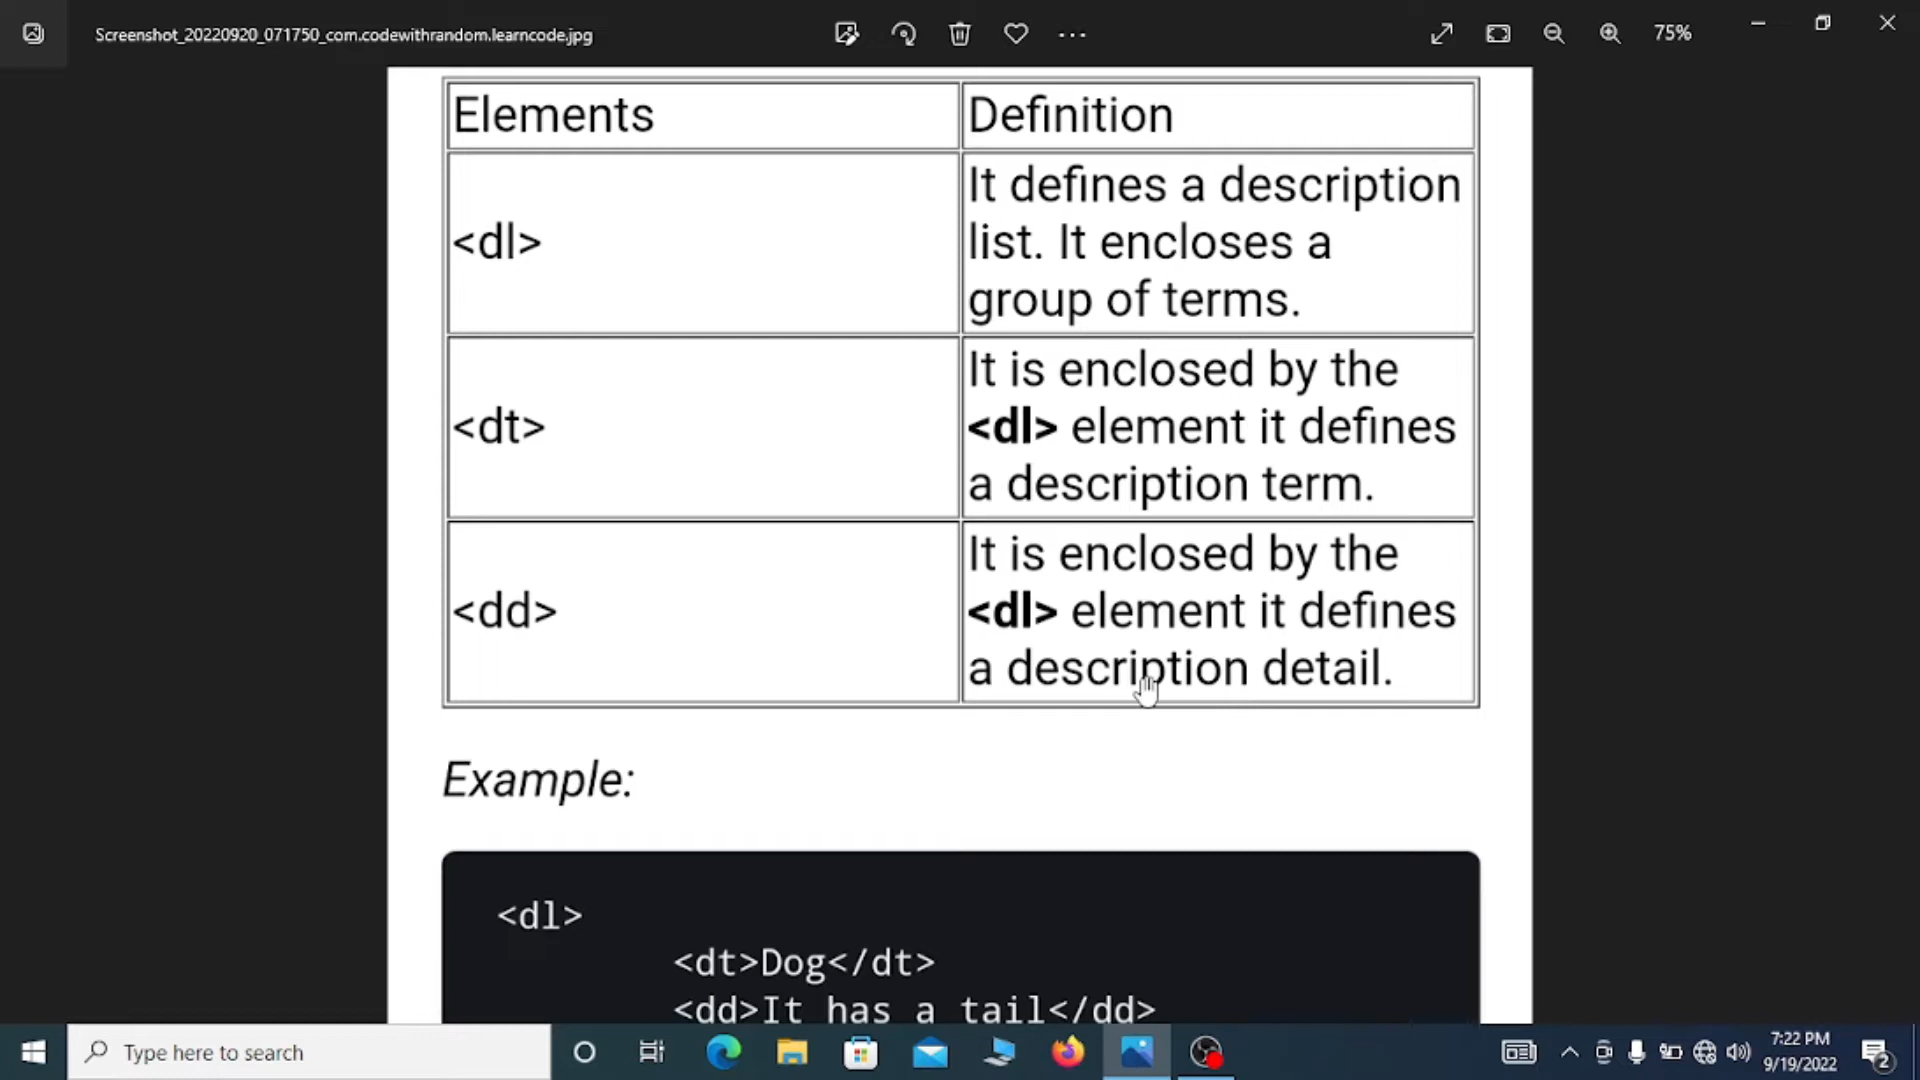 Screenshot_20220920_071750_com.codewithrandom.learncode.jpg
75%
Elements
Definition
<dl>
It defines a description
list. It encloses a
group of terms.
<dt>
It is enclosed by the
<dl> element it defines
a description term.
<dd>
It is enclosed by the
<dl> element it defines
a description detail.
Example:
<dl>
<dt>Dog</dt>
<dd>It has a tail</dd>
Type here to search
7:22 PM
9/19/2022
2